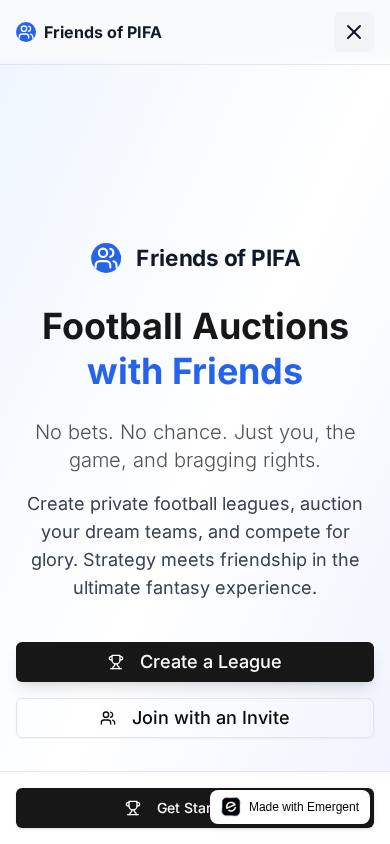 Friends of PIFA
Friends of PIFA
Football Auctions
with Friends
No bets. No chance. Just you, the
game, and bragging rights.
Create private football leagues, auction
your dream teams, and compete for
glory. Strategy meets friendship in the
ultimate fantasy experience.
Create a League
Join with an Invite
Get
Made with Emergent